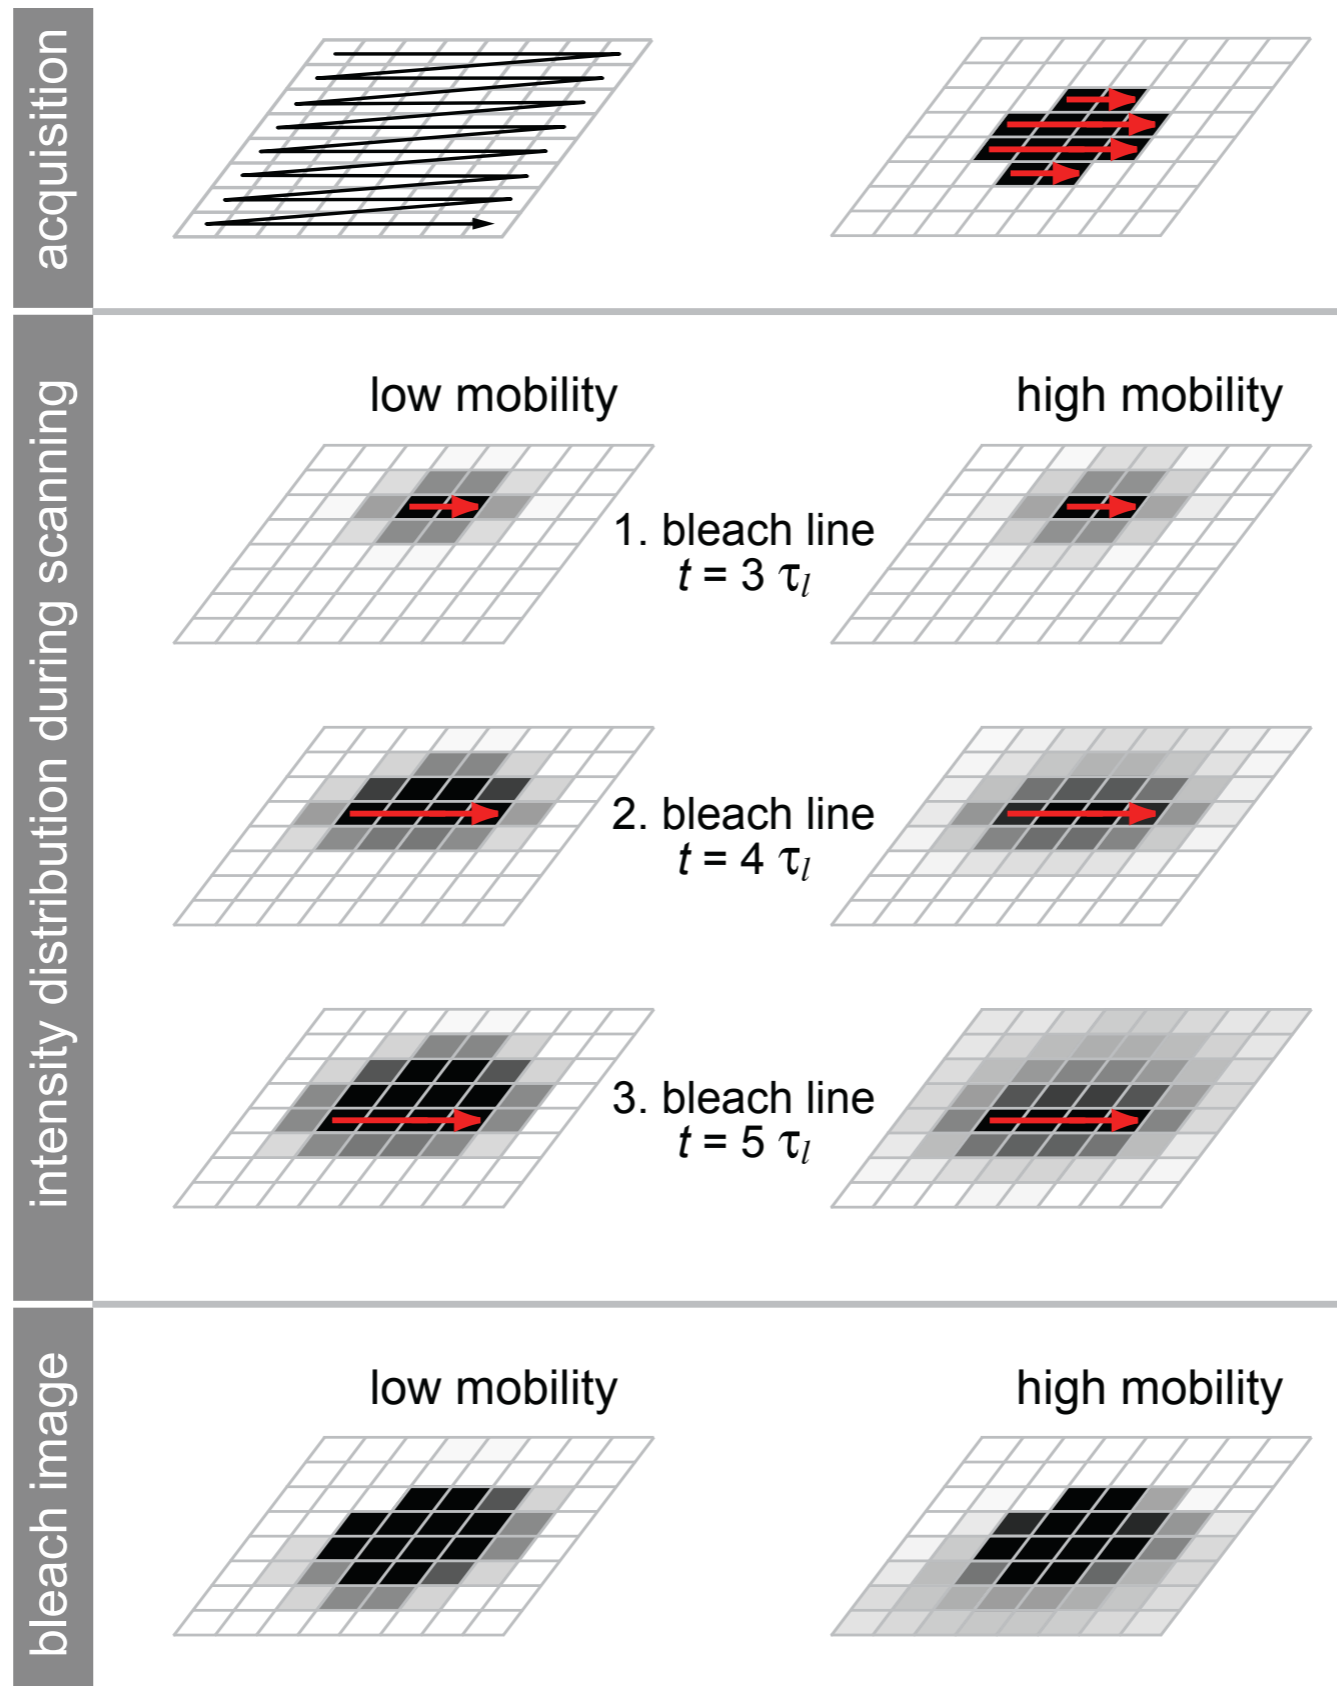 acquisition
intensity distribution during scanning
low mobility
high mobility
1. bleach line
t = 3 τl
2. bleach line
t = 4 τl
3. bleach line
t = 5 τl
bleach image
low mobility
high mobility